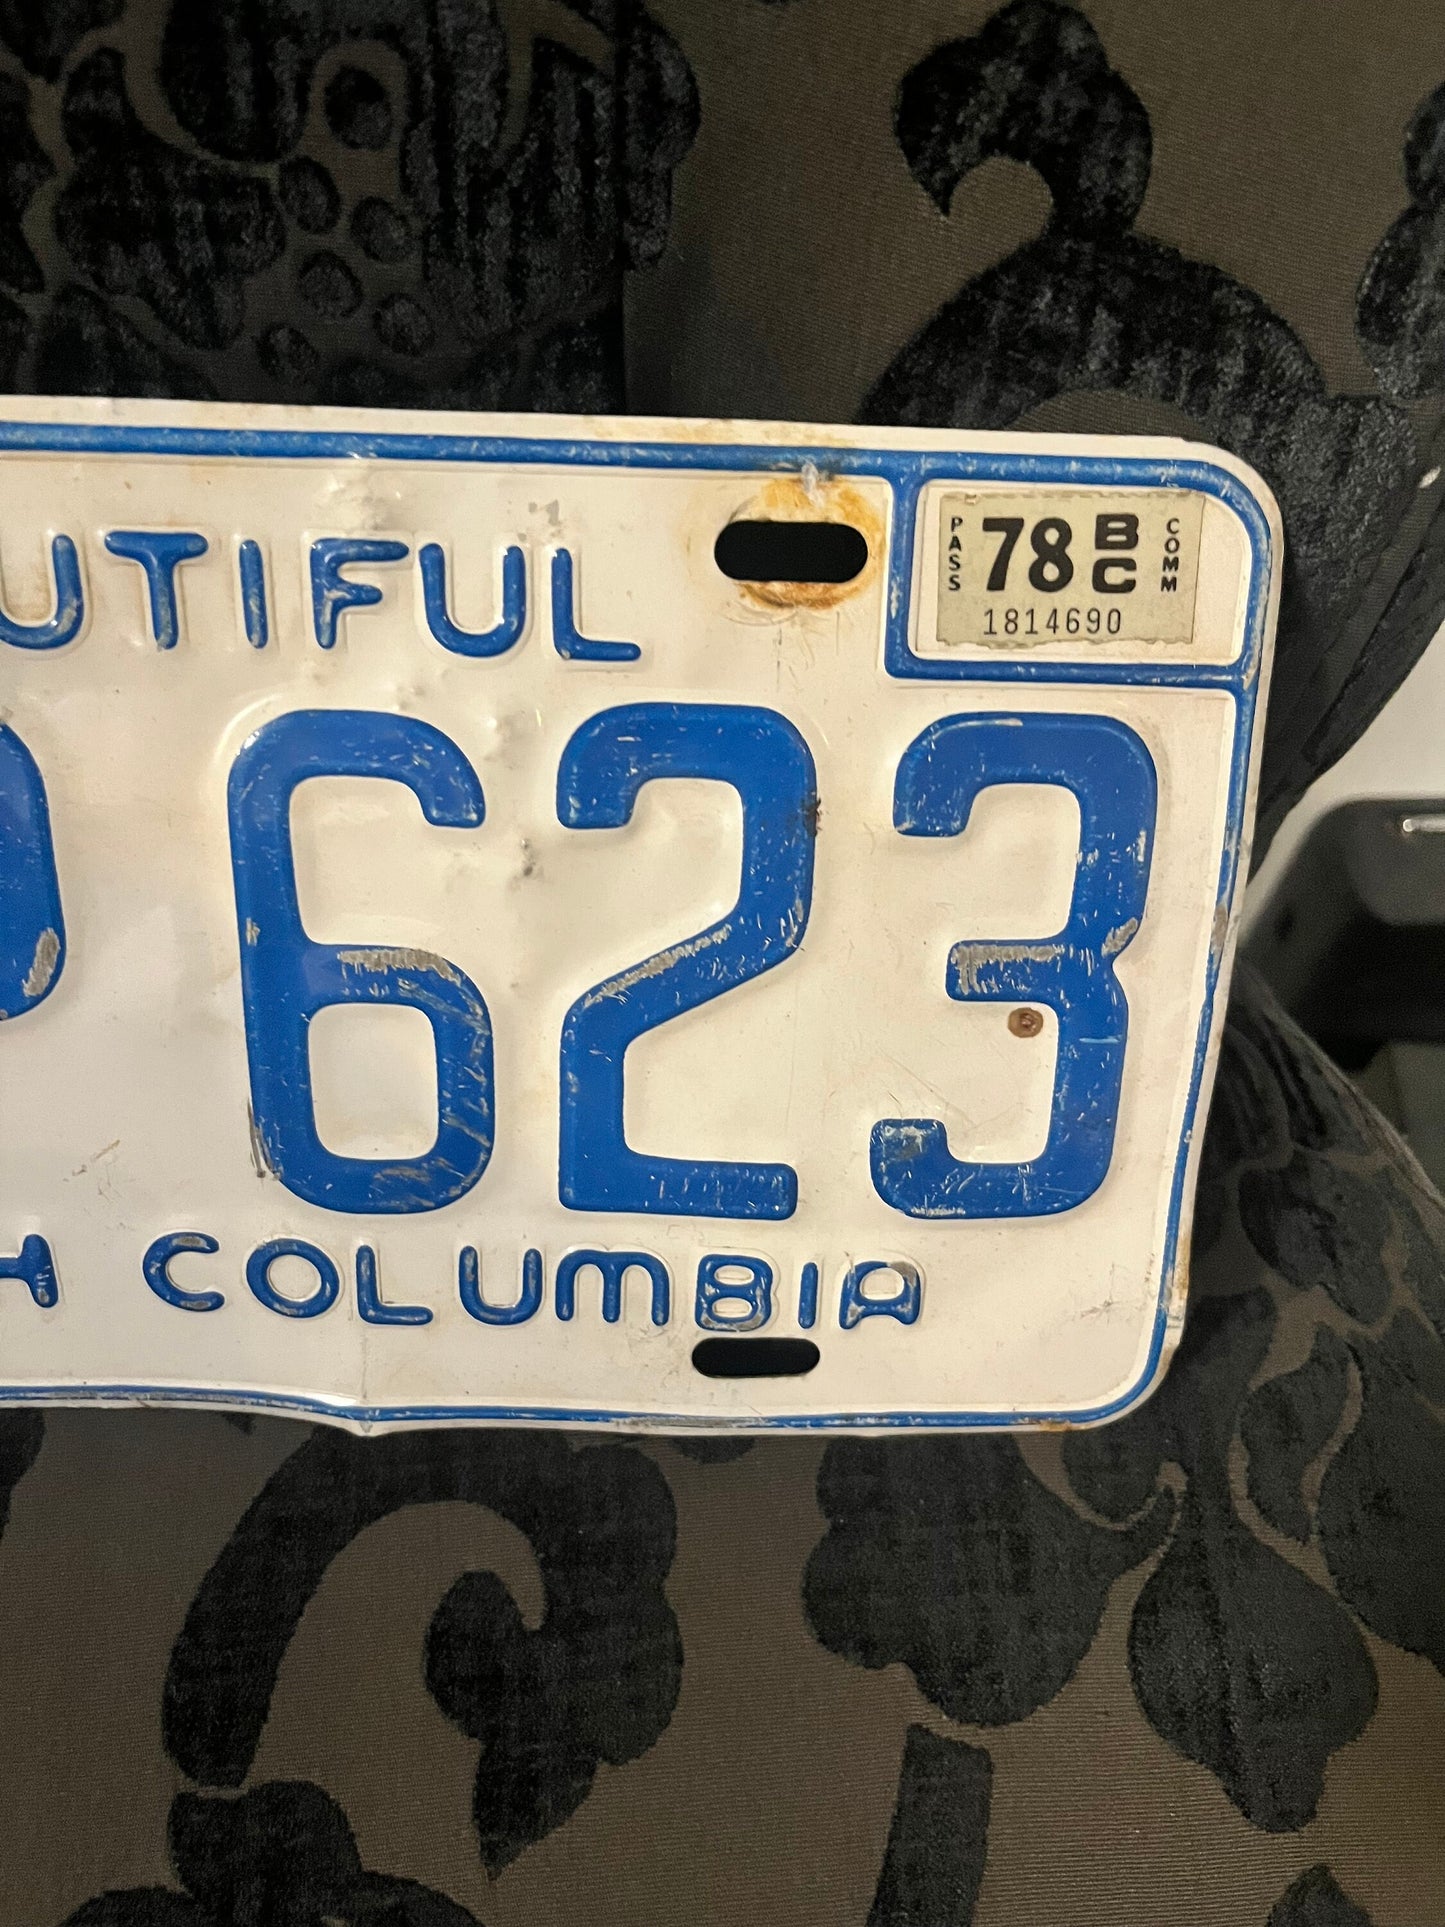 UTIFUL
PASS 78 BC COMM
1814690
623
H COLUMBIA